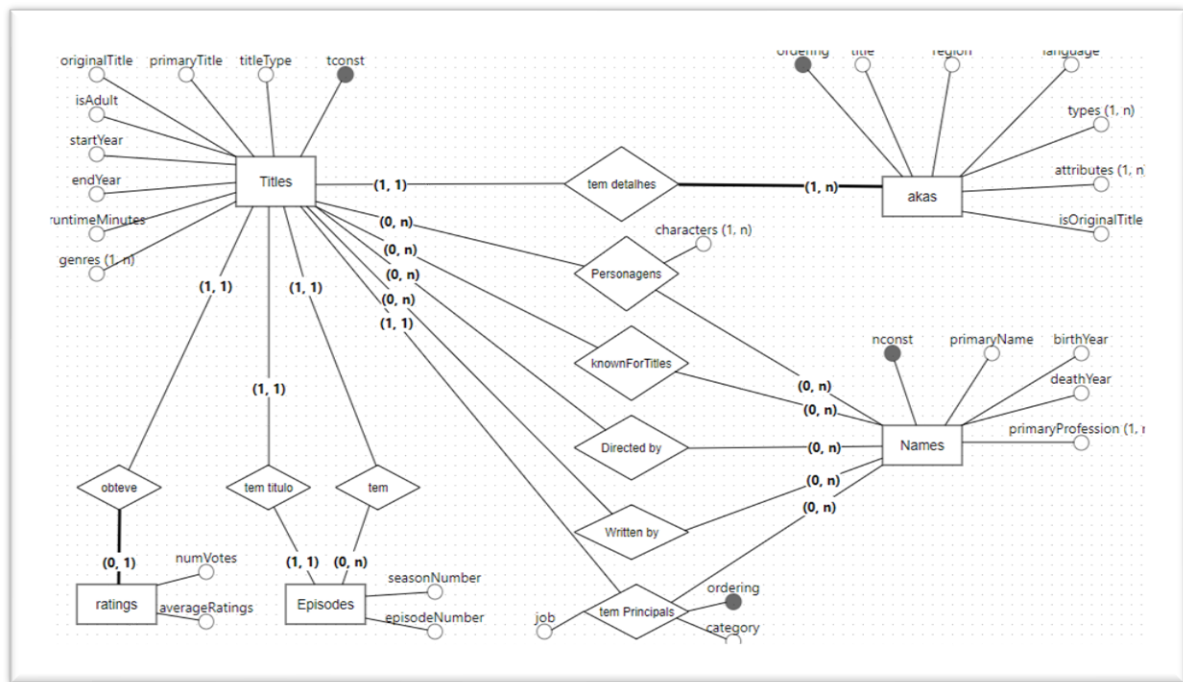 originalTitle primaryTitle titleType tconst
ordering title region language
isAdult
startYear
endYear
runtimeMinutes
genres (1, n)
Titles
(1, 1)
tem detalhes
(1, n)
akas
types (1, n)
attributes (1, n
isOriginalTitle
(0, n)
characters (1, n)
Personagens
(0, n)
(0, n)
(0, n)
(1, 1)
(1, 1)
(1, 1)
(1, 1)
knownForTitles
(0, n)
(0, n)
nconst primaryName birthYear
deathYear
primaryProfession (1, n
Names
Directed by
(0, n)
(0, n)
(0, n)
Written by
obteve
tem titulo
tem
(0, 1)
(1, 1)
(0, n)
numVotes
ratings
averageRatings
Episodes
seasonNumber
episodeNumber
job
tem Principals
ordering
category